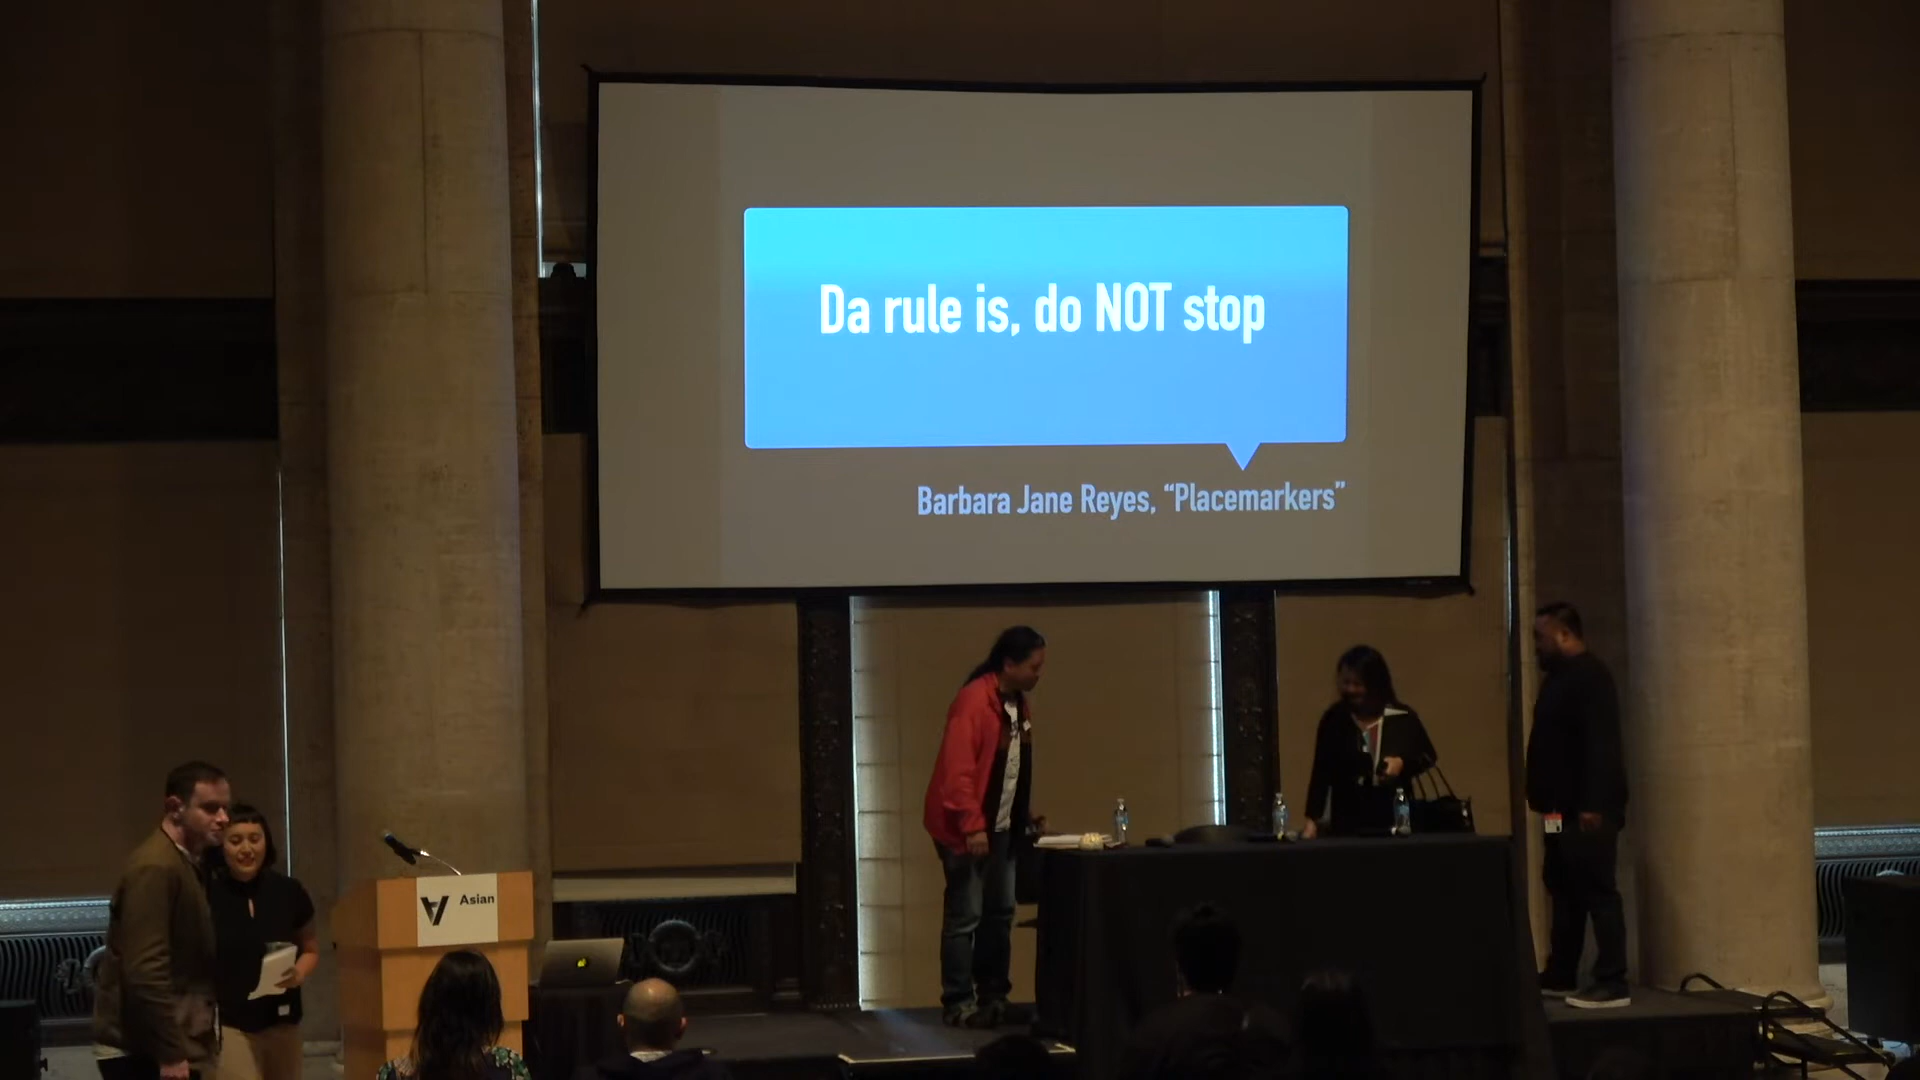 Da rule is, do NOT stop
Barbara Jane Reyes, “Placemarkers”
Asian